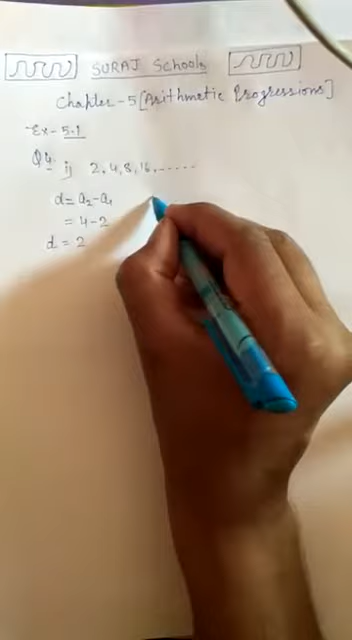 SURAJ Schools
Chapter-5 [Arithmetic Progressions]
Ex-5.1
Q4.
i) 2, 4, 8, 16, ......
d = a₂-a₁
= 4-2
d = 2